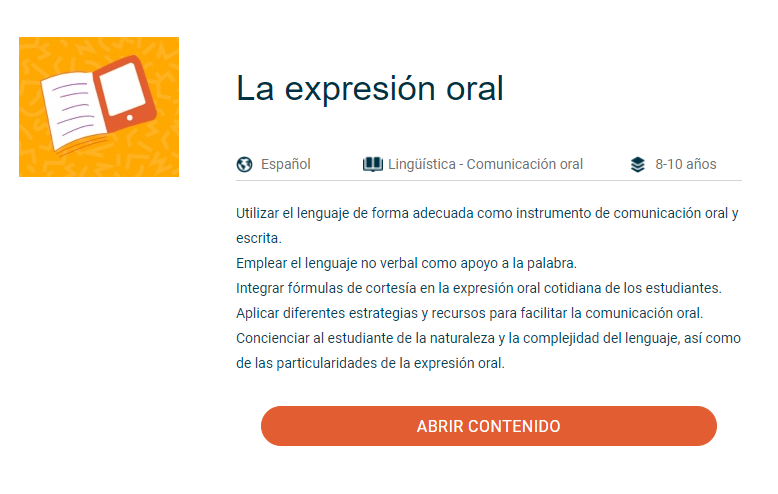 La expresión oral
Español
Lingüística - Comunicación oral
8-10 años
Utilizar el lenguaje de forma adecuada como instrumento de comunicación oral y
escrita.
Emplear el lenguaje no verbal como apoyo a la palabra.
Integrar fórmulas de cortesía en la expresión oral cotidiana de los estudiantes.
Aplicar diferentes estrategias y recursos para facilitar la comunicación oral.
Concienciar al estudiante de la naturaleza y la complejidad del lenguaje, así como
de las particularidades de la expresión oral.
ABRIR CONTENIDO